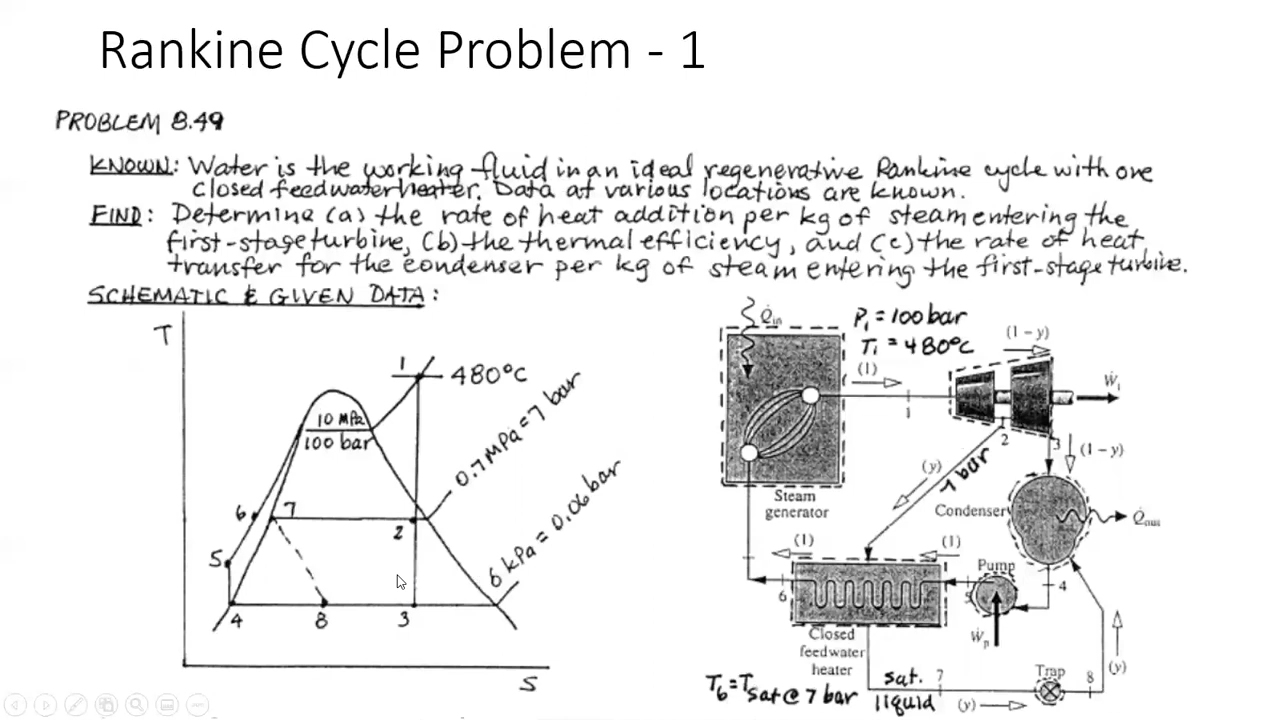 Rankine Cycle Problem - 1
PROBLEM 8.49
KNOWN: Water is the working fluid in an ideal regenerative Rankine cycle with one
closed feedwater heater. Data at various locations are known.
FIND: Determine (a) the rate of heat addition per kg of steam entering the
first-stage turbine, (b) the thermal efficiency, and (c) the rate of heat
transfer for the condenser per kg of steam entering the first-stage turbine.
SCHEMATIC & GIVEN DATA:
T
1
480°C
10 MPa
100 bar
0.7 MPa = 7 bar
6
7
2
5
6 kPa = 0.06 bar
4
8
3
S
Q̇in
P1 = 100 bar
T1 = 480°C
(1-y)
(1)
Ẇt
1
2
3
(y)
7 bar
(1-y)
Steam
generator
Condenser
Q̇out
(1)
(1)
Pump
4
6
5
Closed
feedwater
heater
Ẇp
(y)
T6 = Tsat @ 7 bar
sat.
liquid
7
Trap
8
(y)